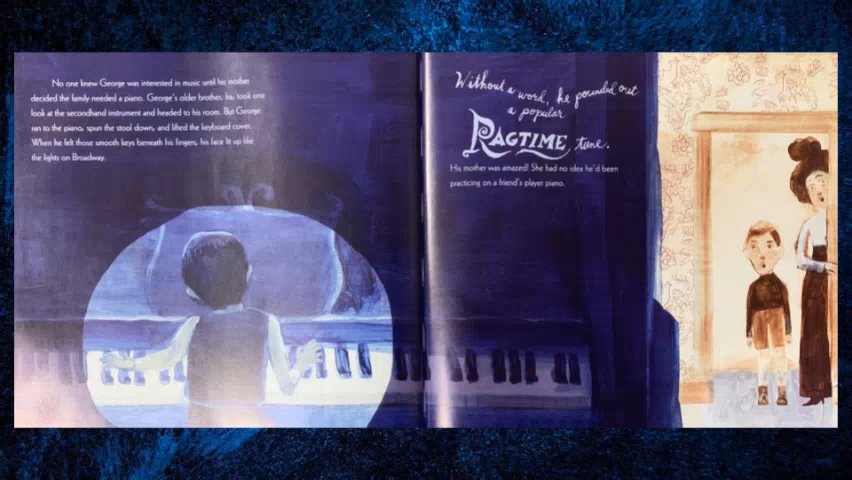 No one knew George was interested in music until his mother
decided the family needed a piano. George's older brother, Ira, took one
look at the secondhand instrument and headed to his room. But George
ran to the piano, spun the stool down, and lifted the keyboard cover.
When he felt those smooth keys beneath his fingers, his face lit up like
the lights on Broadway.
Without a word, he pounded out
a popular
RAGTIME tune.
His mother was amazed! She had no idea he'd been
practicing on a friend's player piano.